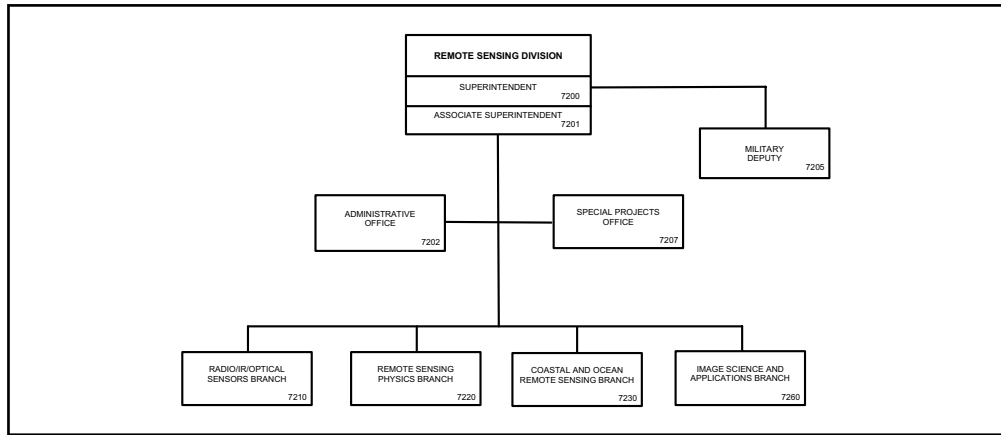 REMOTE SENSING DIVISION
SUPERINTENDENT
7200
ASSOCIATE SUPERINTENDENT
7201
MILITARY
DEPUTY
7205
ADMINISTRATIVE
OFFICE
7202
SPECIAL PROJECTS
OFFICE
7207
RADIO/IR/OPTICAL
SENSORS BRANCH
7210
REMOTE SENSING
PHYSICS BRANCH
7220
COASTAL AND OCEAN
REMOTE SENSING BRANCH
7230
IMAGE SCIENCE AND
APPLICATIONS BRANCH
7260